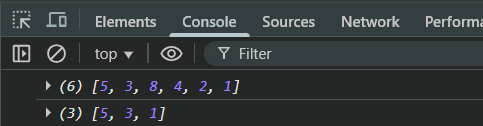 Elements Console Sources Network Performa
top Filter
(6) [5, 3, 8, 4, 2, 1]
(3) [5, 3, 1]